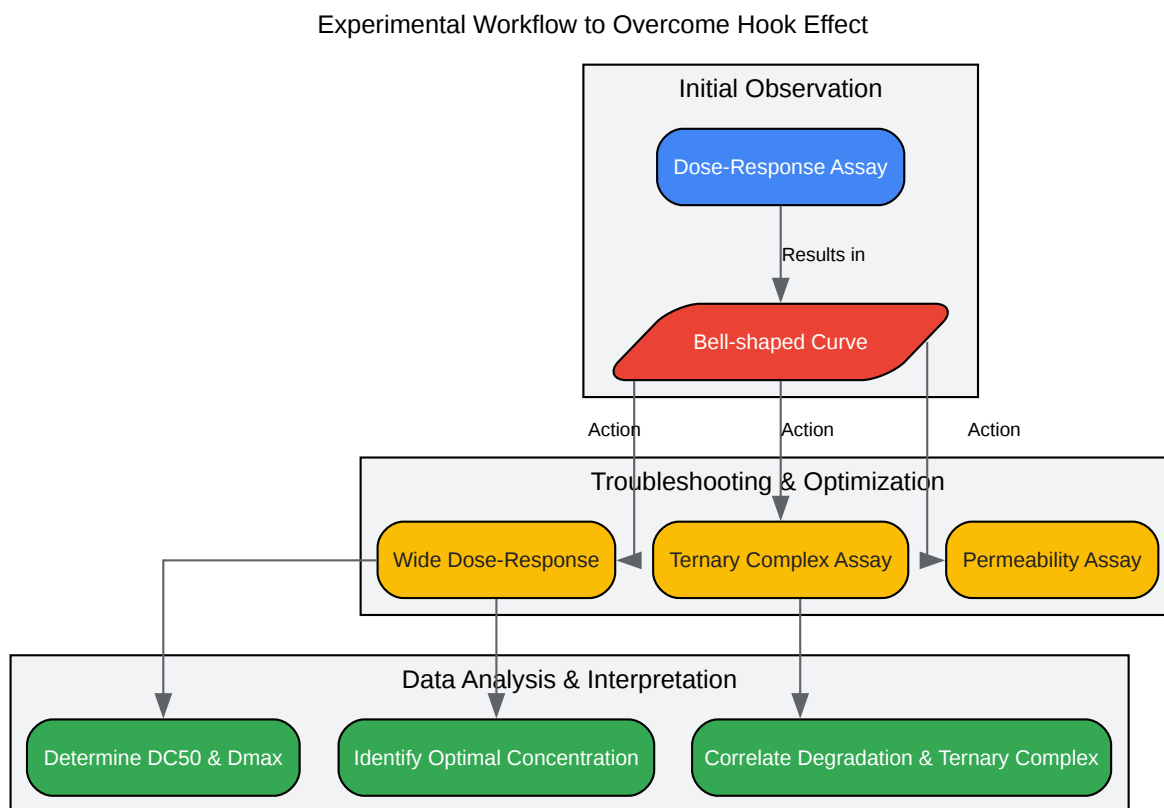 Experimental Workflow to Overcome Hook Effect
Initial Observation
Dose-Response Assay
Results in
Bell-shaped Curve
Action
Action
Action
Troubleshooting & Optimization
Wide Dose-Response
Ternary Complex Assay
Permeability Assay
Data Analysis & Interpretation
Determine DC50 & Dmax
Identify Optimal Concentration
Correlate Degradation & Ternary Complex